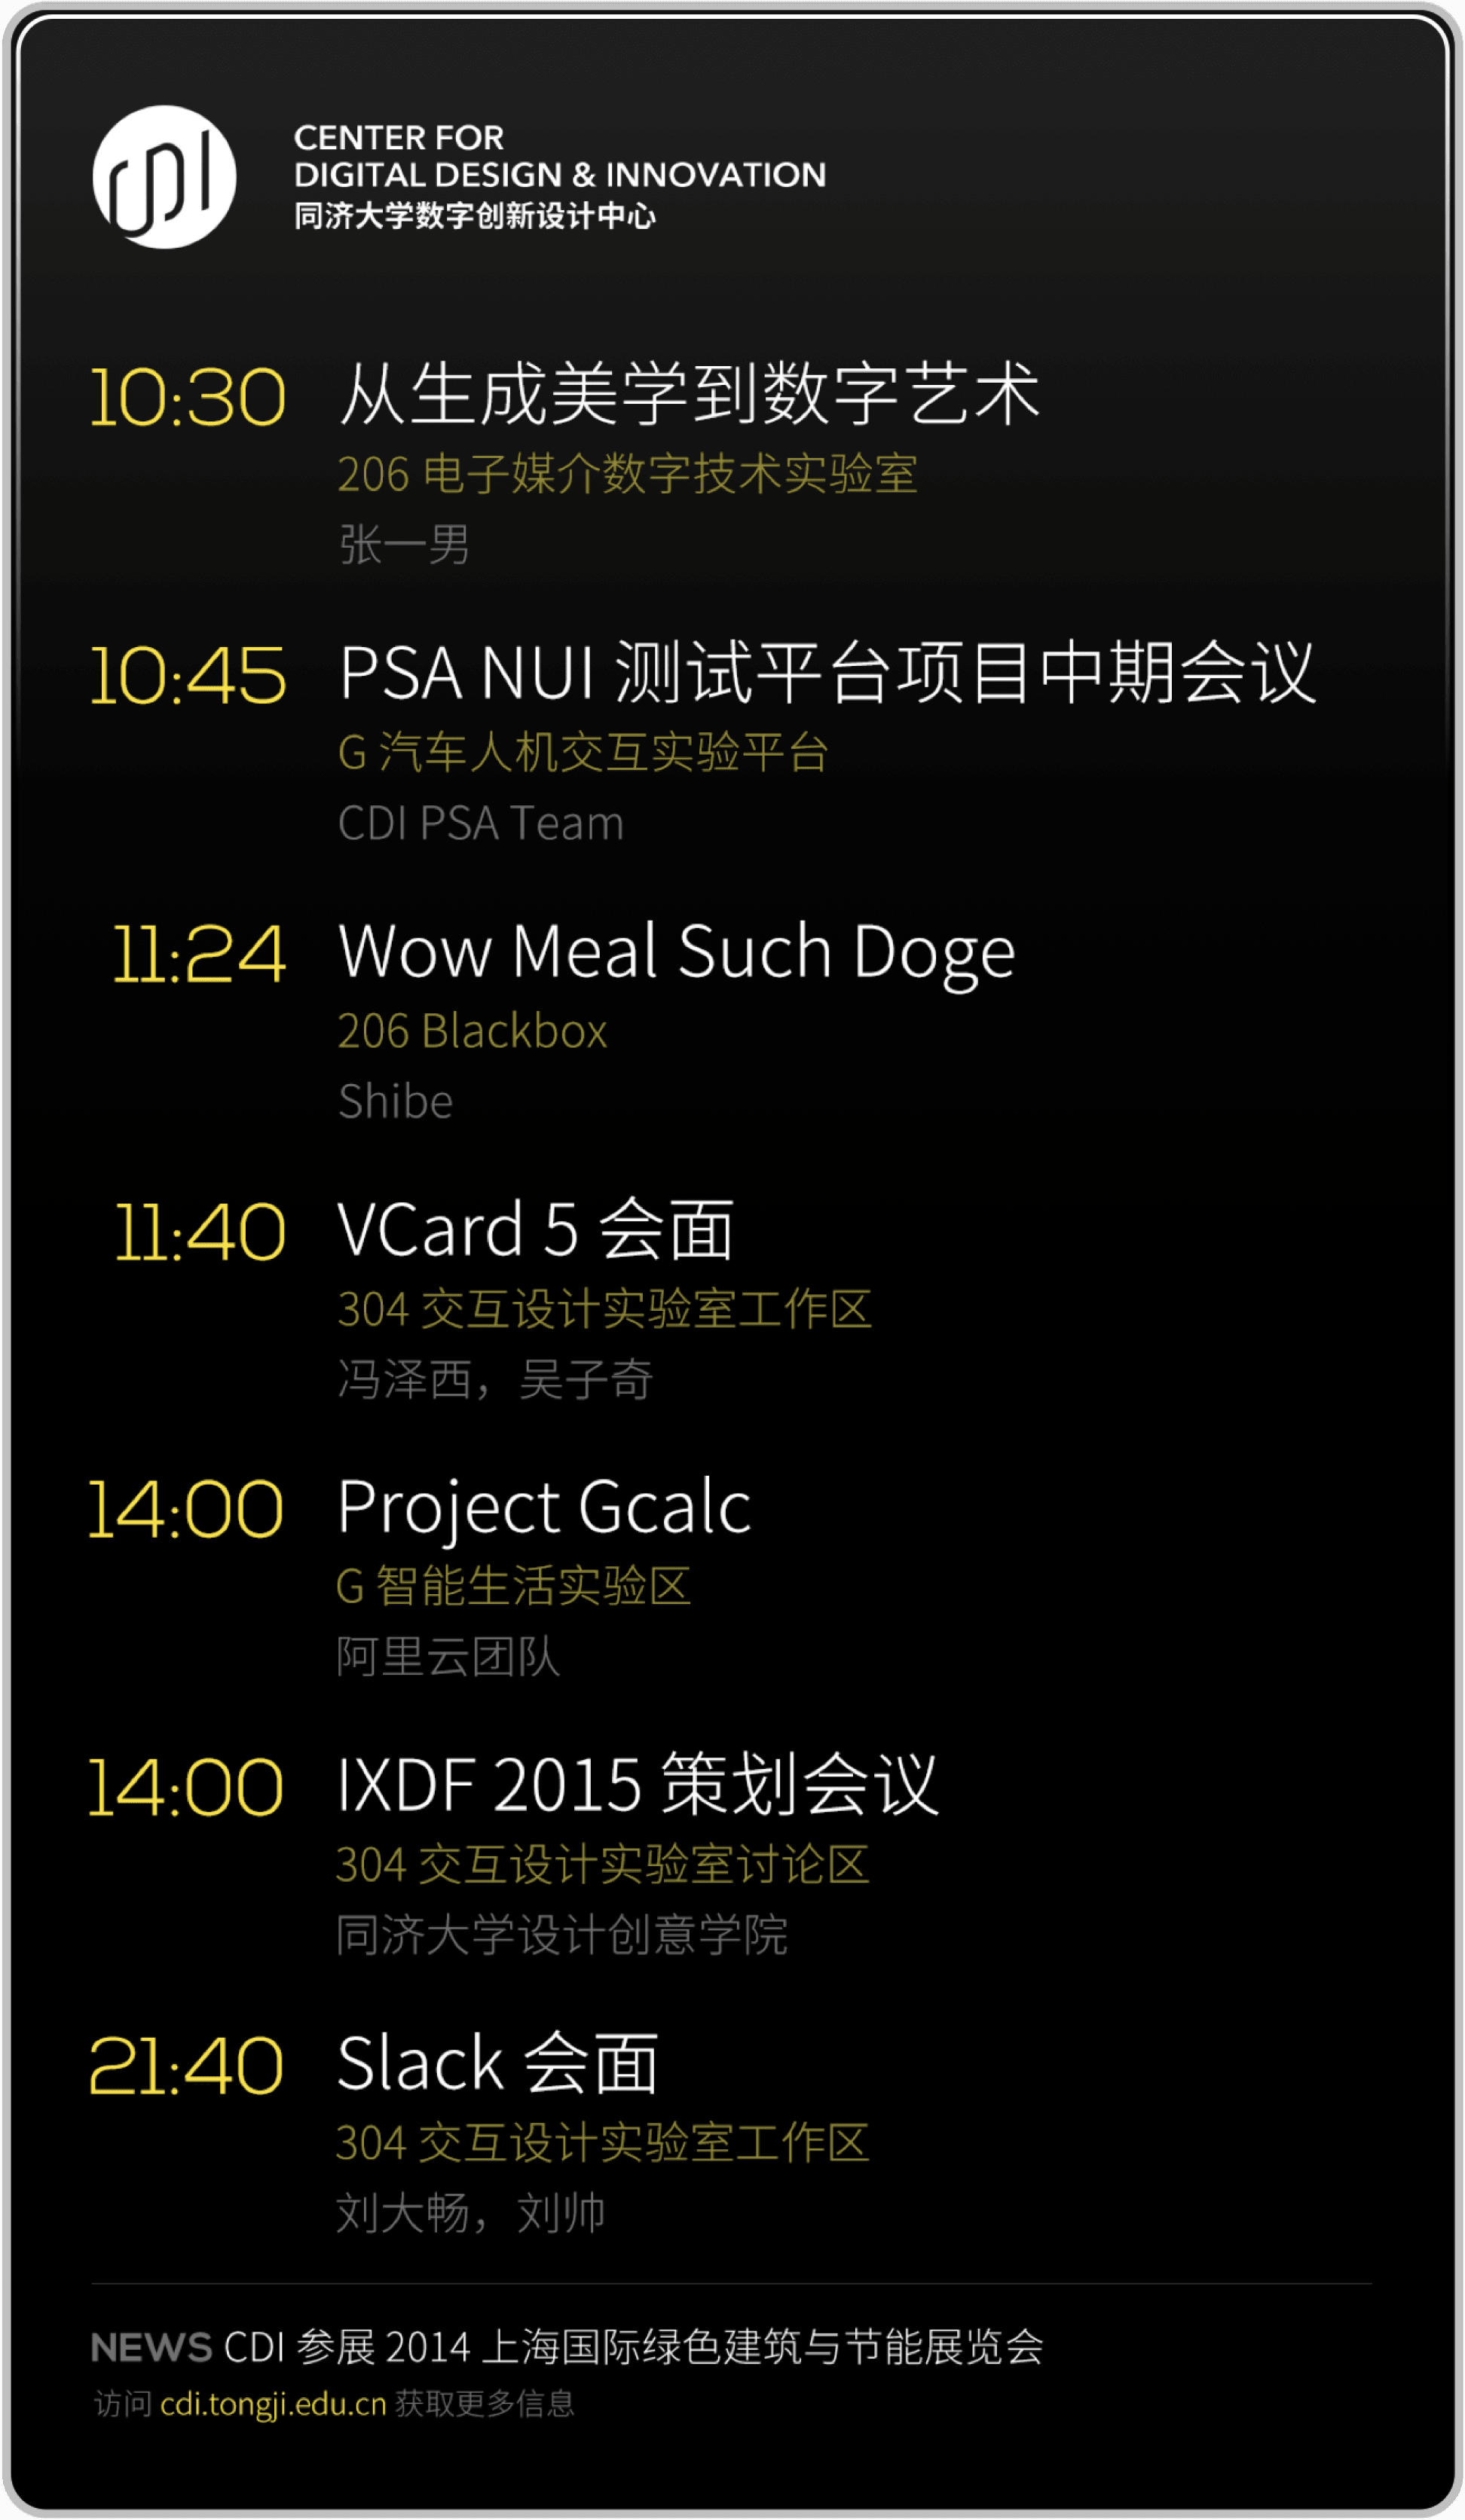 CDI
CENTER FOR
DIGITAL DESIGN & INNOVATION
同济大学数字创新设计中心
10:30 从生成美学到数字艺术
206 电子媒介数字技术实验室
张一男
10:45 PSA NUI 测试平台项目中期会议
G 汽车人机交互实验平台
CDI PSA Team
11:24 Wow Meal Such Doge
206 Blackbox
Shibe
11:40 VCard 5 会面
304 交互设计实验室工作区
冯泽西，吴子奇
14:00 Project Gcalc
G 智能生活实验区
阿里云团队
14:00 IXDF 2015 策划会议
304 交互设计实验室讨论区
同济大学设计创意学院
21:40 Slack 会面
304 交互设计实验室工作区
刘大畅，刘帅
NEWS CDI 参展 2014 上海国际绿色建筑与节能展览会
访问 cdi.tongji.edu.cn 获取更多信息